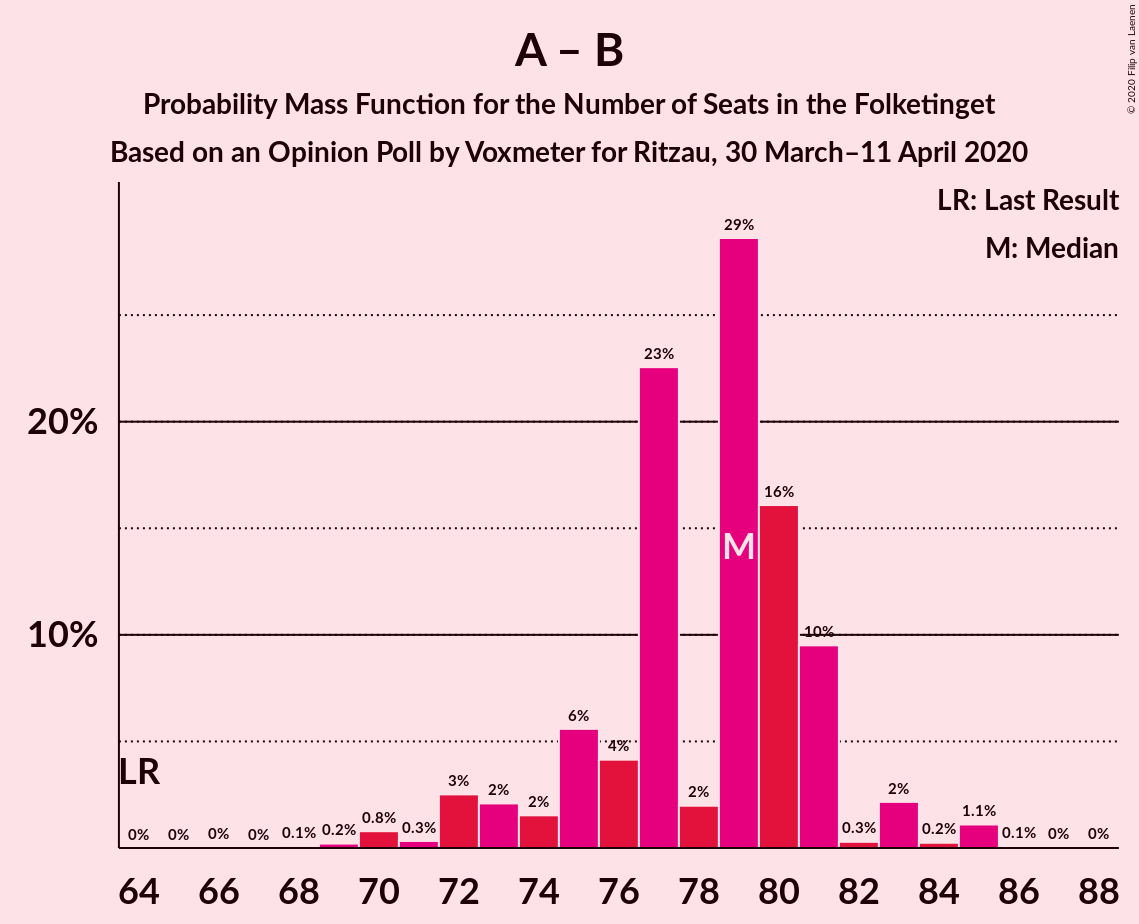 © 2020 Filip van Laenen
A – B
Probability Mass Function for the Number of Seats in the Folketinget
Based on an Opinion Poll by Voxmeter for Ritzau, 30 March–11 April 2020
LR: Last Result
M: Median
20%
10%
LR
M
0% 0% 0% 0% 0.1% 0.2% 0.8% 0.3% 3% 2% 2% 6% 4% 23% 2% 29% 16% 10% 0.3% 2% 0.2% 1.1% 0.1% 0% 0%
64 66 68 70 72 74 76 78 80 82 84 86 88